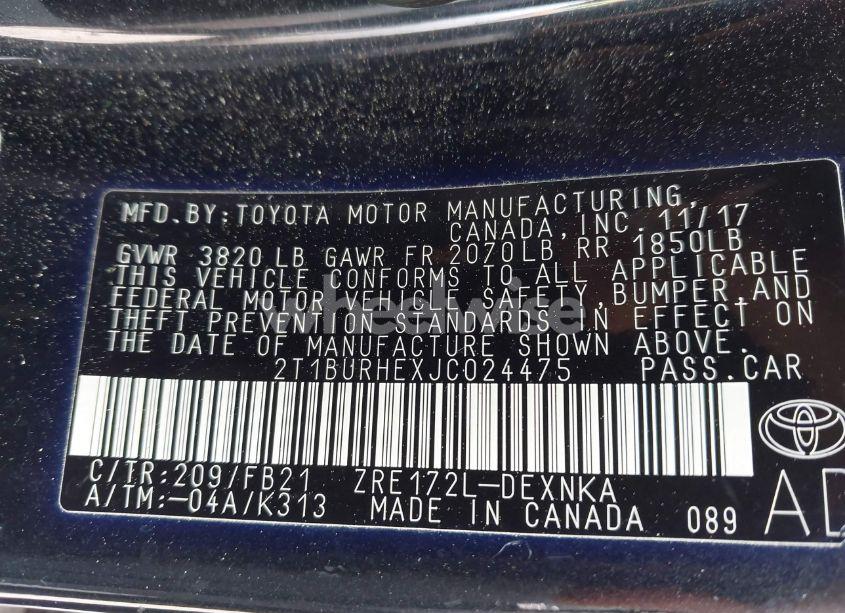 MFD.BY:TOYOTA MOTOR MANUFACTURING,
CANADA,INC. 11/17
GVWR 3820 LB GAWR FR 2070LB RR 1850LB
THIS VEHICLE CONFORMS TO ALL APPLICABLE
FEDERAL MOTOR VEHICLE SAFETY,BUMPER,AND
THEFT PREVENTION STANDARDS IN EFFECT ON
THE DATE OF MANUFACTURE SHOWN ABOVE.
2T1BURHEXJC024475 PASS.CAR
C/TR:209/FB21 ZRE172L-DEXNKA
A/TM:-04A/K313 MADE IN CANADA 089 AD
wheelwise